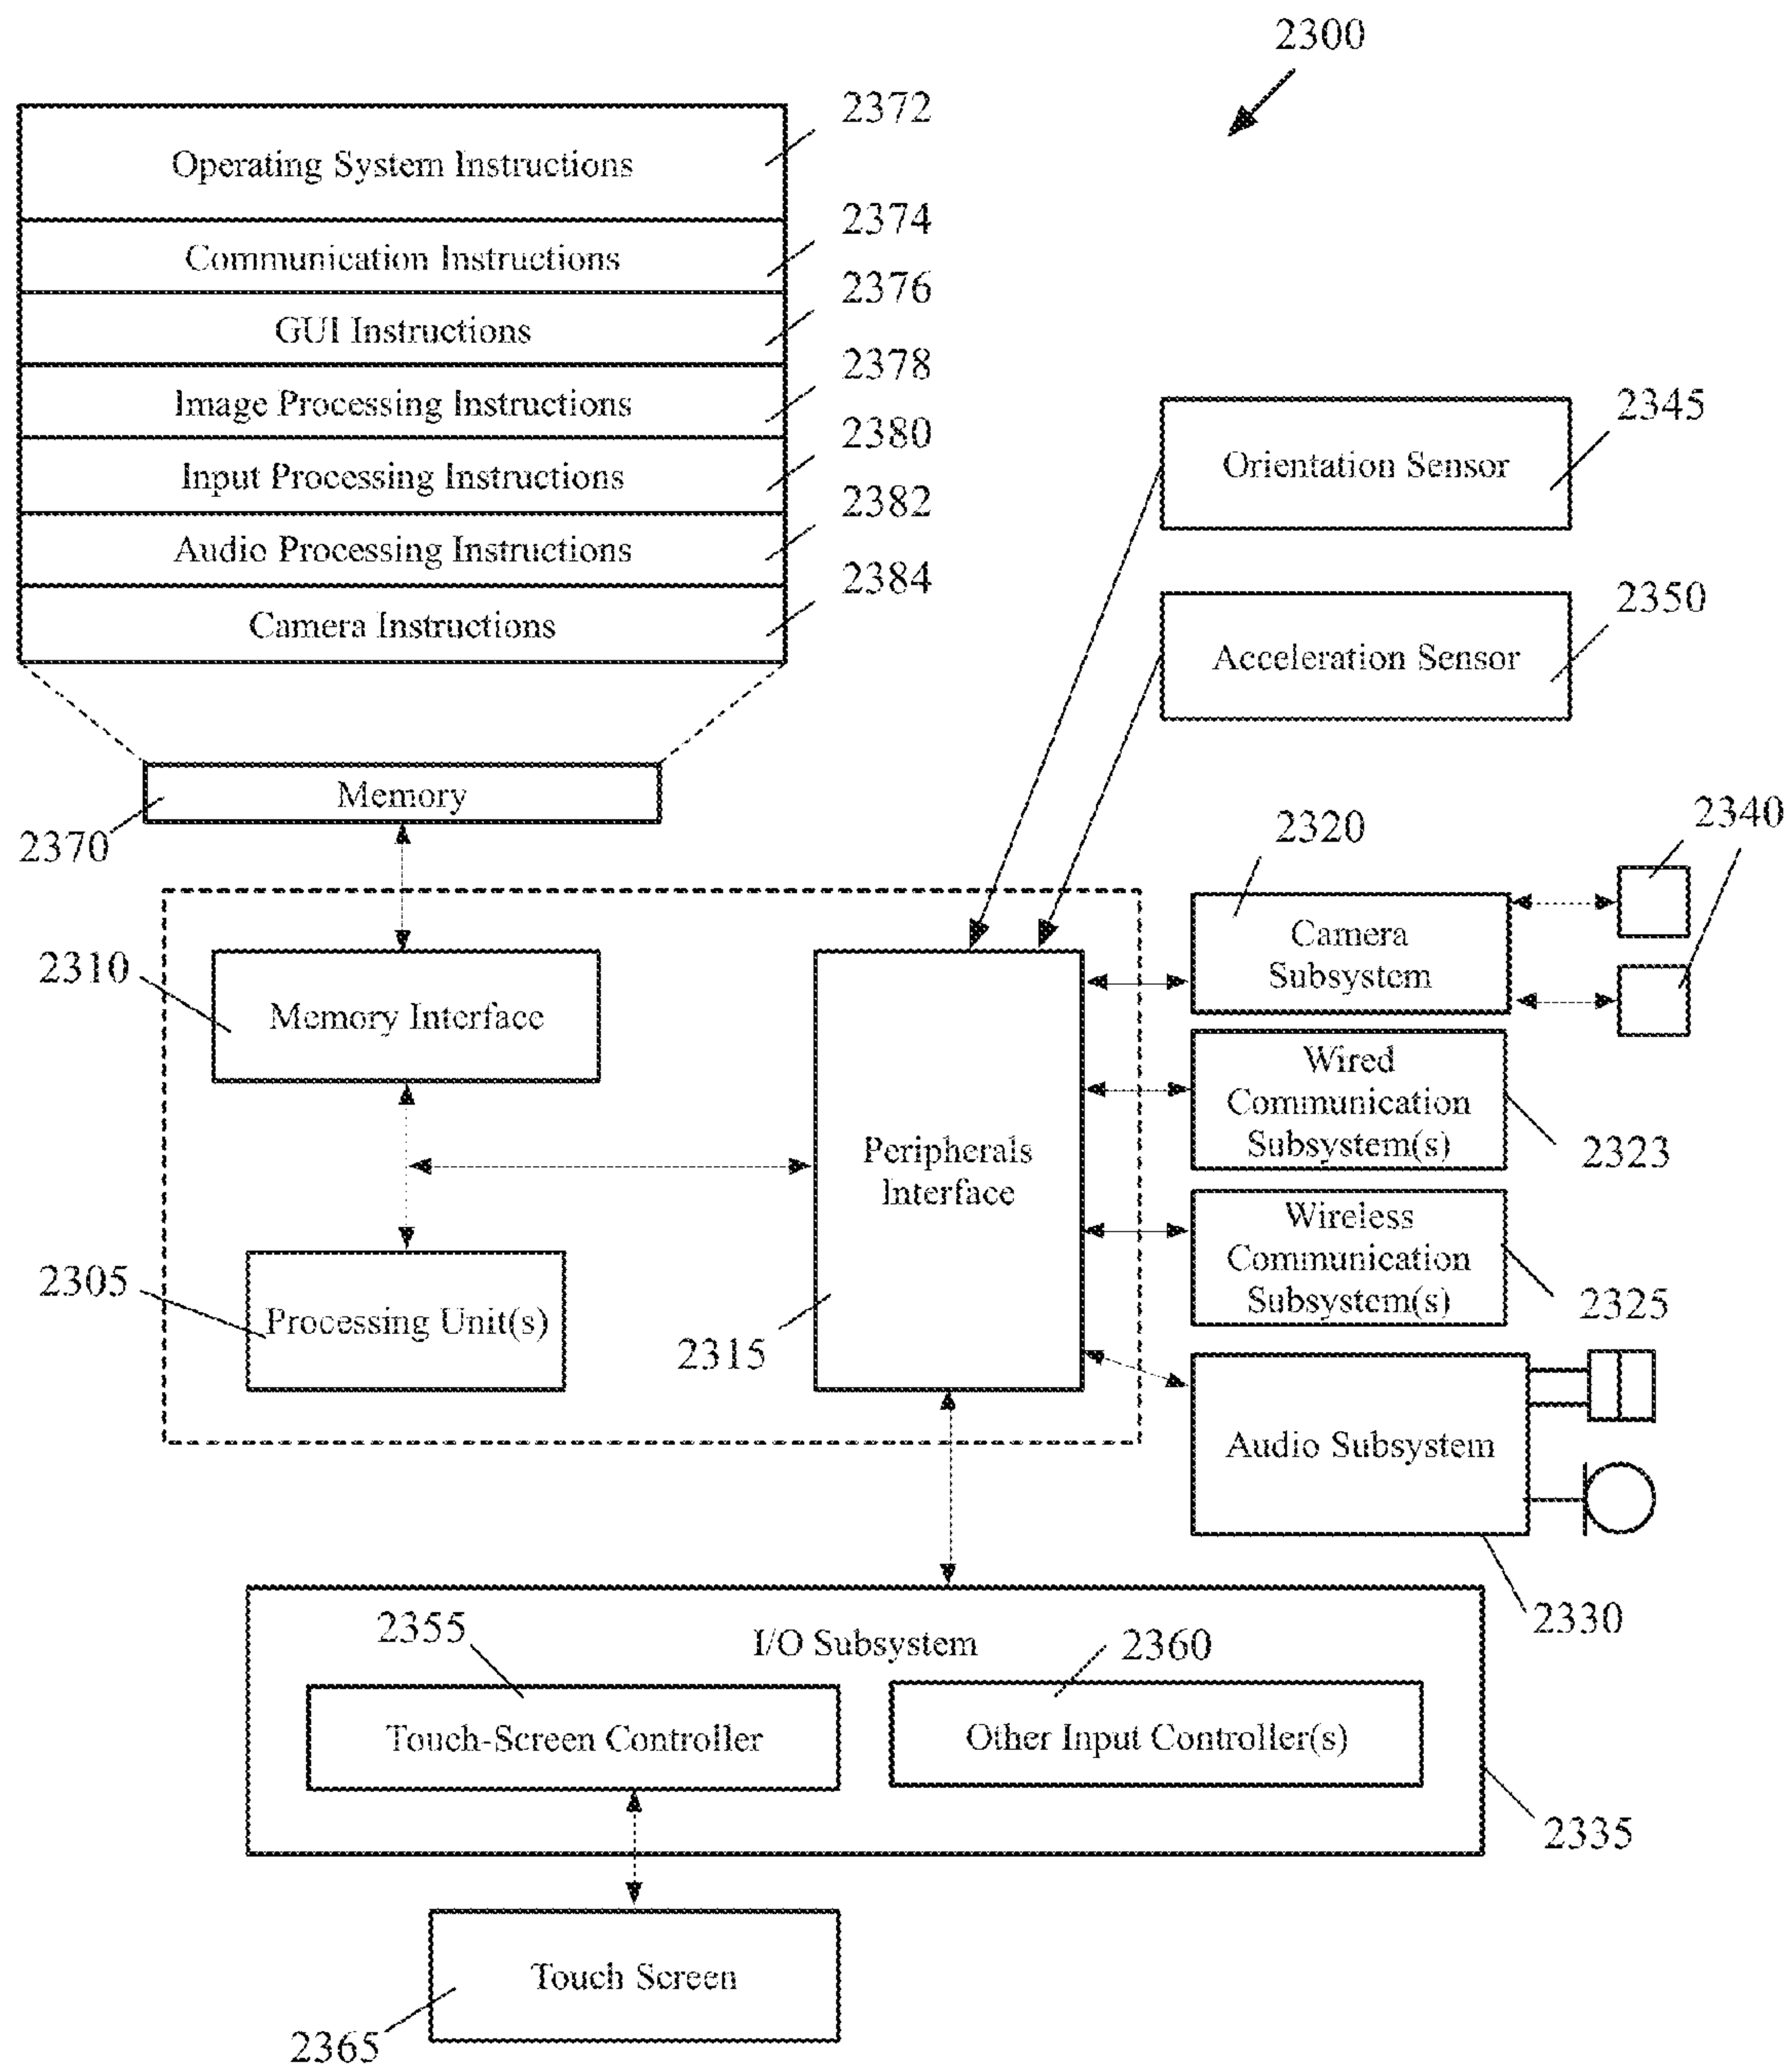 2300
2372
Operating System Instructions
2374
Communication Instructions
2376
GUI Instructions
2378
Image Processing Instructions
2380
Input Processing Instructions
2382
Audio Processing Instructions
2384
Camera Instructions
2345
Orientation Sensor
2350
Acceleration Sensor
Memory
2370
2340
2320
Camera
Subsystem
2310
Memory Interface
Wired
Communication
Subsystem(s)
2323
Peripherals
Interface
Wireless
Communication
Subsystem(s)
2325
2305
Processing Unit(s)
2315
Audio Subsystem
2330
I/O Subsystem
2355
2360
Touch-Screen Controller
Other Input Controller(s)
2335
Touch Screen
2365